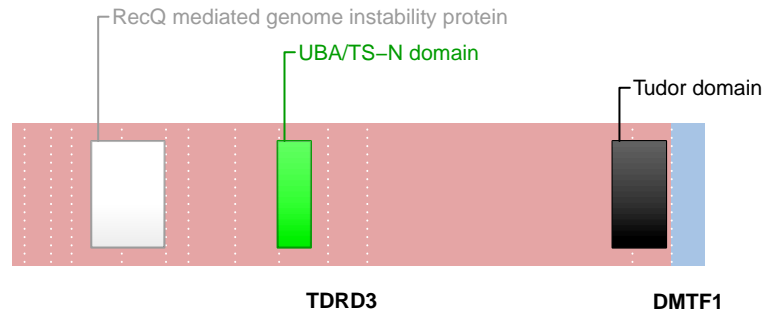 RecQ mediated genome instability protein
UBA/TS−N domain
Tudor domain
TDRD3 DMTF1